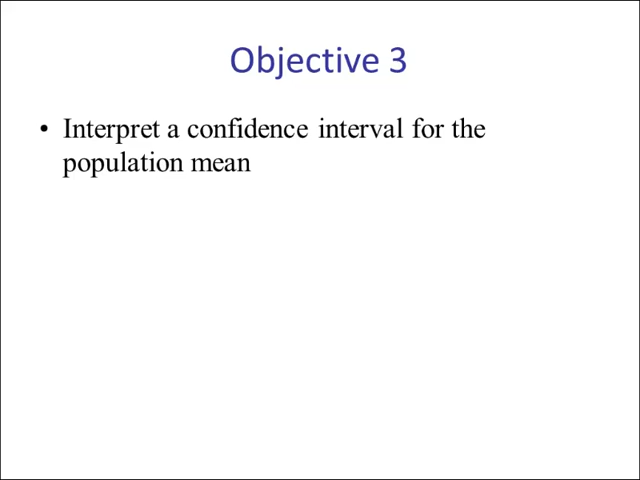 Objective 3
• Interpret a confidence interval for the
population mean